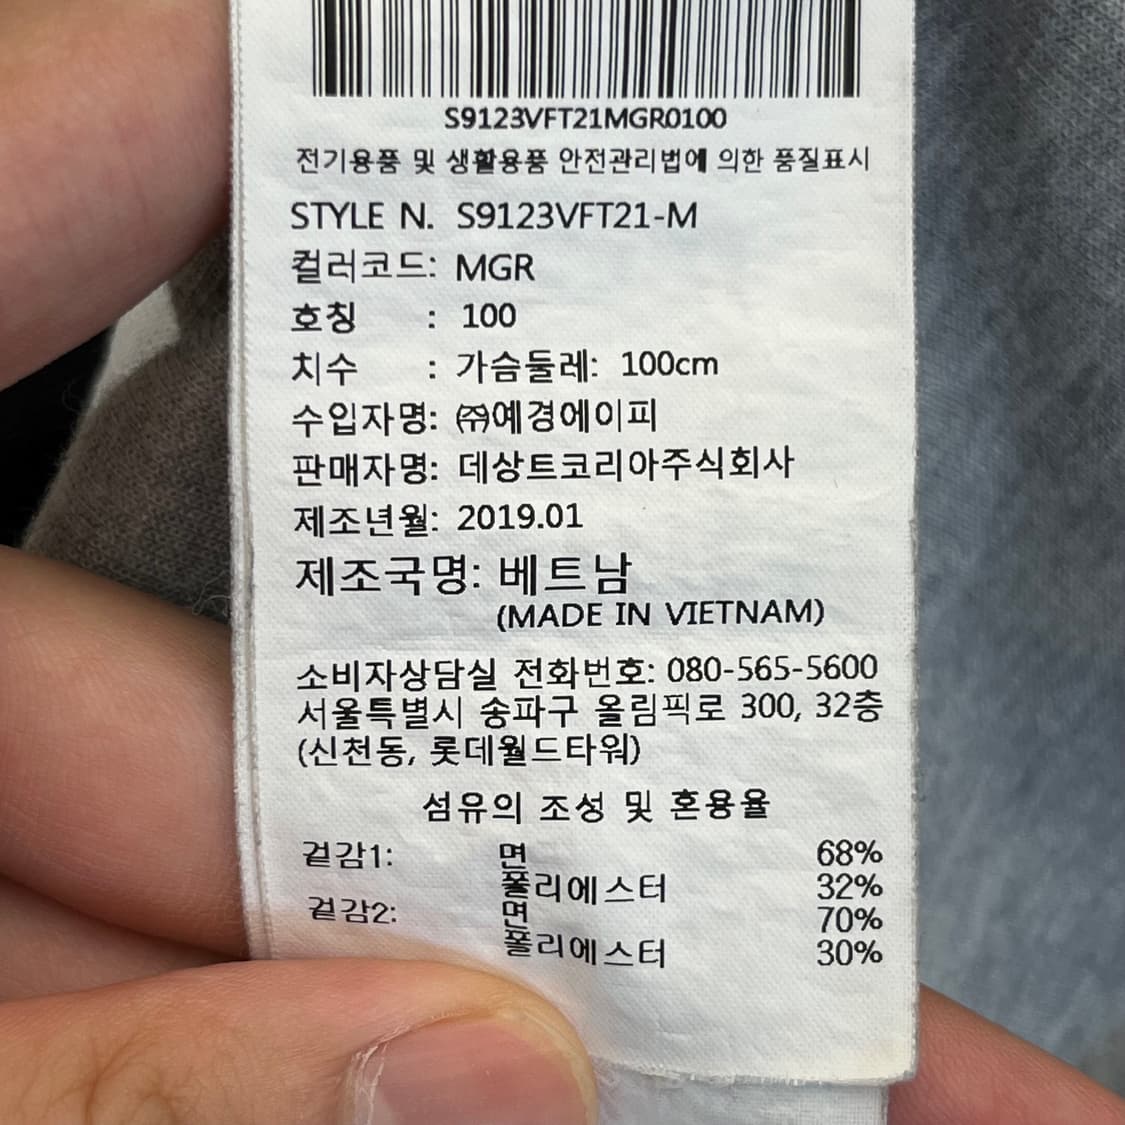 S9123VFT21MGR0100
전기용품 및 생활용품 안전관리법에 의한 품질표시
STYLE N. S9123VFT21-M
컬러코드: MGR
호칭 : 100
치수 : 가슴둘레: 100cm
수입자명: ㈜예경에이피
판매자명: 데상트코리아주식회사
제조년월: 2019.01
제조국명: 베트남
(MADE IN VIETNAM)
소비자상담실 전화번호: 080-565-5600
서울특별시 송파구 올림픽로 300, 32층
(신천동, 롯데월드타워)
섬유의 조성 및 혼용율
겉감1: 면 68%
폴리에스터 32%
겉감2: 면 70%
폴리에스터 30%